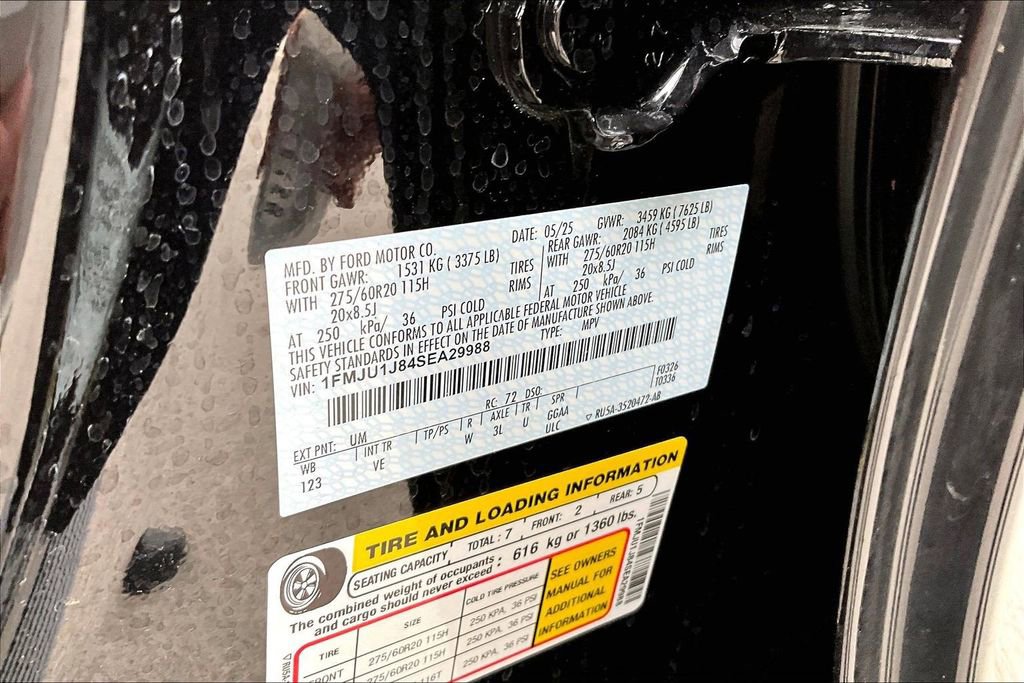 MFD. BY FORD MOTOR CO.
DATE: 05/25 GVWR: 3459 KG ( 7625 LB)
FRONT GAWR: 1531 KG ( 3375 LB)
REAR GAWR: 2084 KG ( 4595 LB)
WITH 275/60R20 115H TIRES
WITH 275/60R20 115H TIRES
20x8.5J RIMS
20x8.5J RIMS
AT 250 kPa/ 36 PSI COLD
AT 250 kPa/ 36 PSI COLD
THIS VEHICLE CONFORMS TO ALL APPLICABLE FEDERAL MOTOR VEHICLE
SAFETY STANDARDS IN EFFECT ON THE DATE OF MANUFACTURE SHOWN ABOVE.
VIN: 1FMJU1J84SEA29988 TYPE: MPV
EXT PNT: UM RC: 72 DSO: F0326
T0336
WB INT TR TP/PS R AXLE TR SPR
123 VE W 3L U GGAA
ULC
RU5A-3520472-AB
TIRE AND LOADING INFORMATION
SEATING CAPACITY TOTAL: 7 FRONT: 2 REAR: 5
The combined weight of occupants
and cargo should never exceed : 616 kg or 1360 lbs.
TIRE SIZE COLD TIRE PRESSURE
FRONT 275/60R20 115H 250 KPA, 36 PSI
275/60R20 115H 250 KPA, 36 PSI
116T 250 KPA, 36 PSI
SEE OWNERS
MANUAL FOR
ADDITIONAL
INFORMATION
1FMJU1J84SEA29988